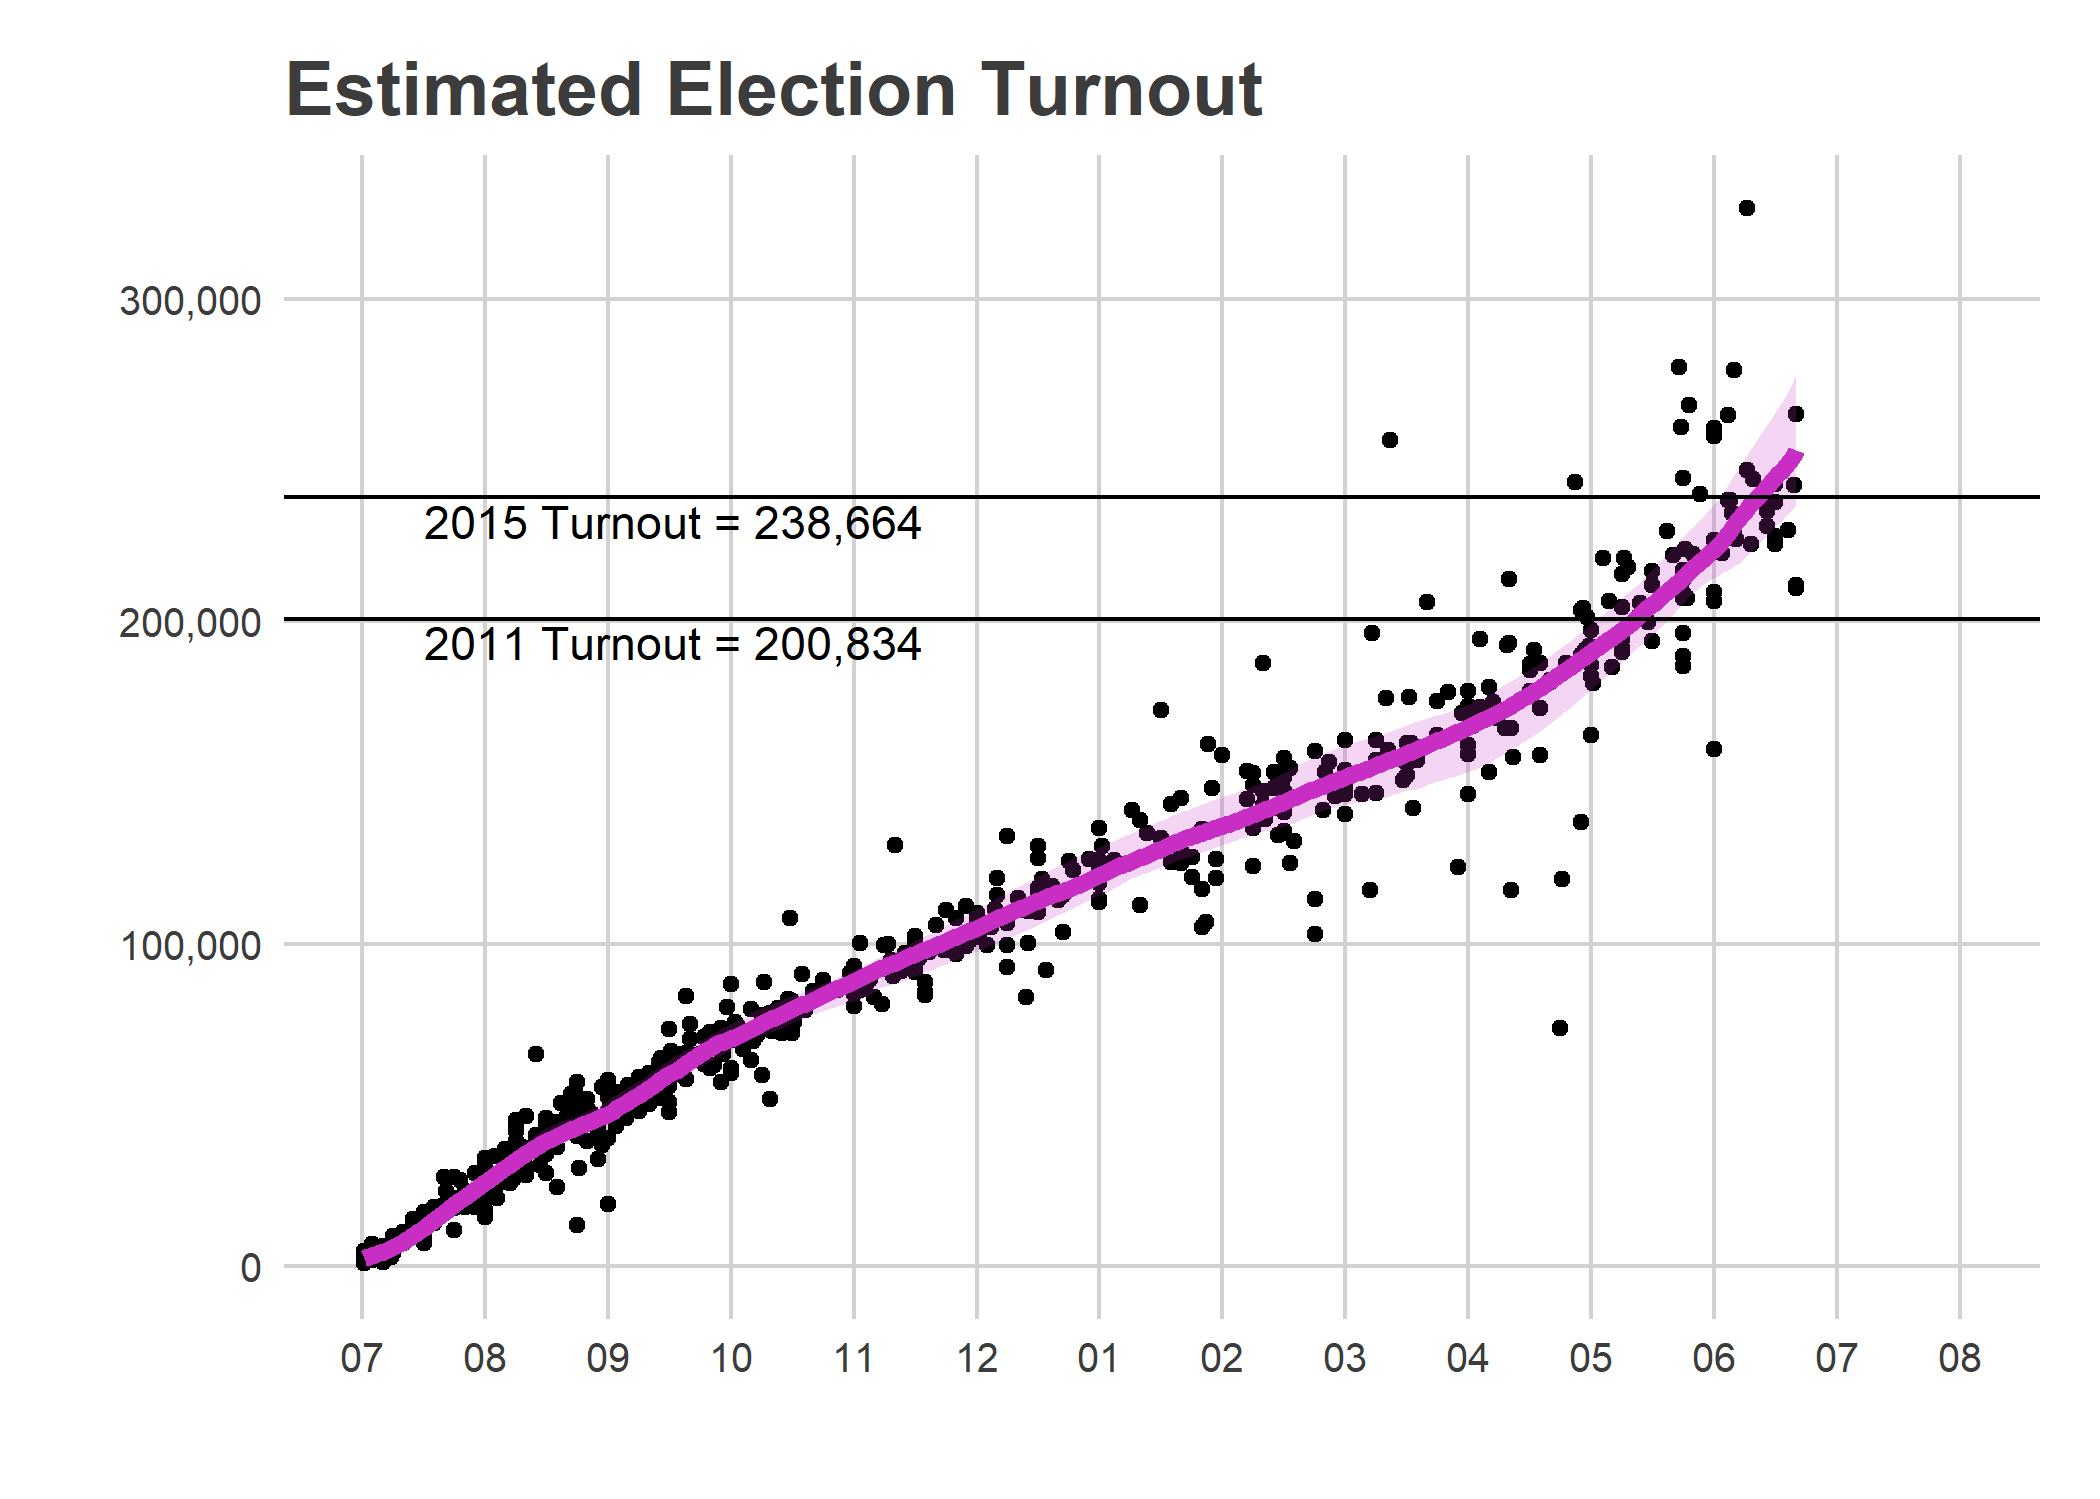 Estimated Election Turnout
300,000
2015 Turnout = 238,664
200,000
2011 Turnout = 200,834
100,000
0
07 08 09 10 11 12 01 02 03 04 05 06 07 08